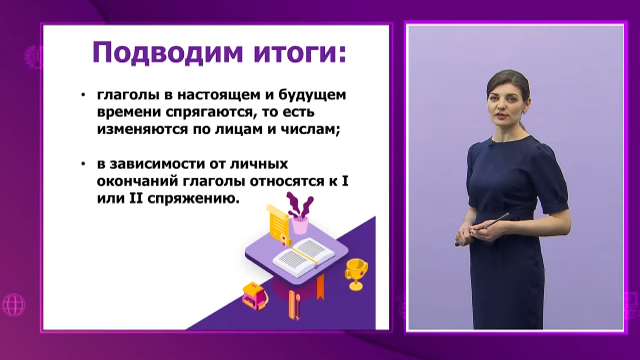 Подводим итоги:
• глаголы в настоящем и будущем
времени спрягаются, то есть
изменяются по лицам и числам;
• в зависимости от личных
окончаний глаголы относятся к I
или II спряжению.